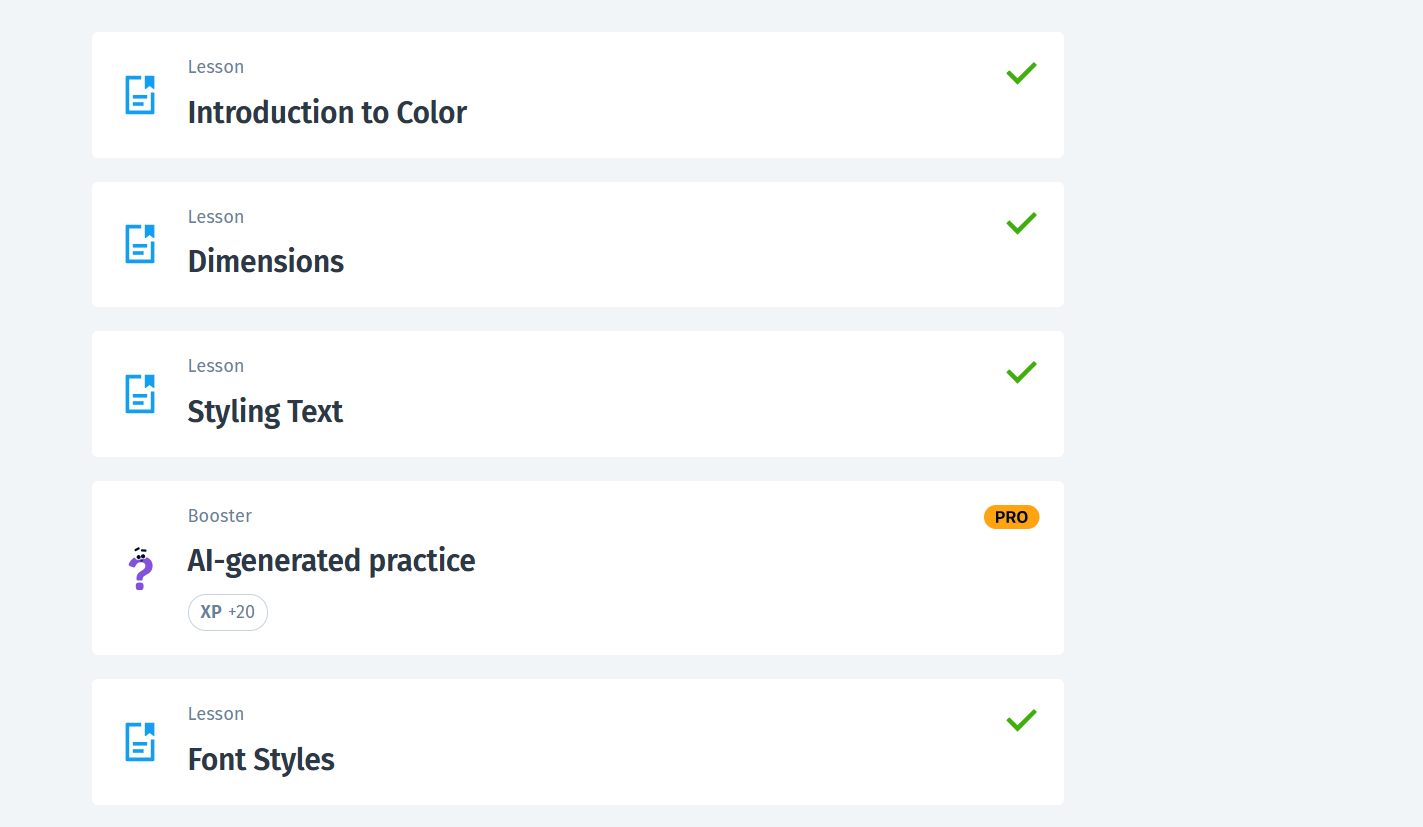 Lesson
Introduction to Color
Lesson
Dimensions
Lesson
Styling Text
Booster
PRO
AI-generated practice
XP +20
Lesson
Font Styles